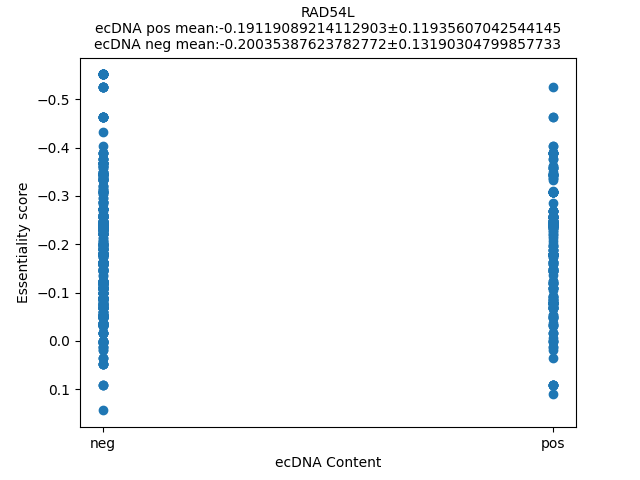 RAD54L
ecDNA pos mean:-0.19119089214112903±0.11935607042544145
ecDNA neg mean:-0.20035387623782772±0.13190304799857733
−0.5
−0.4
−0.3
−0.2
−0.1
0.0
0.1
Essentiality score
neg
pos
ecDNA Content